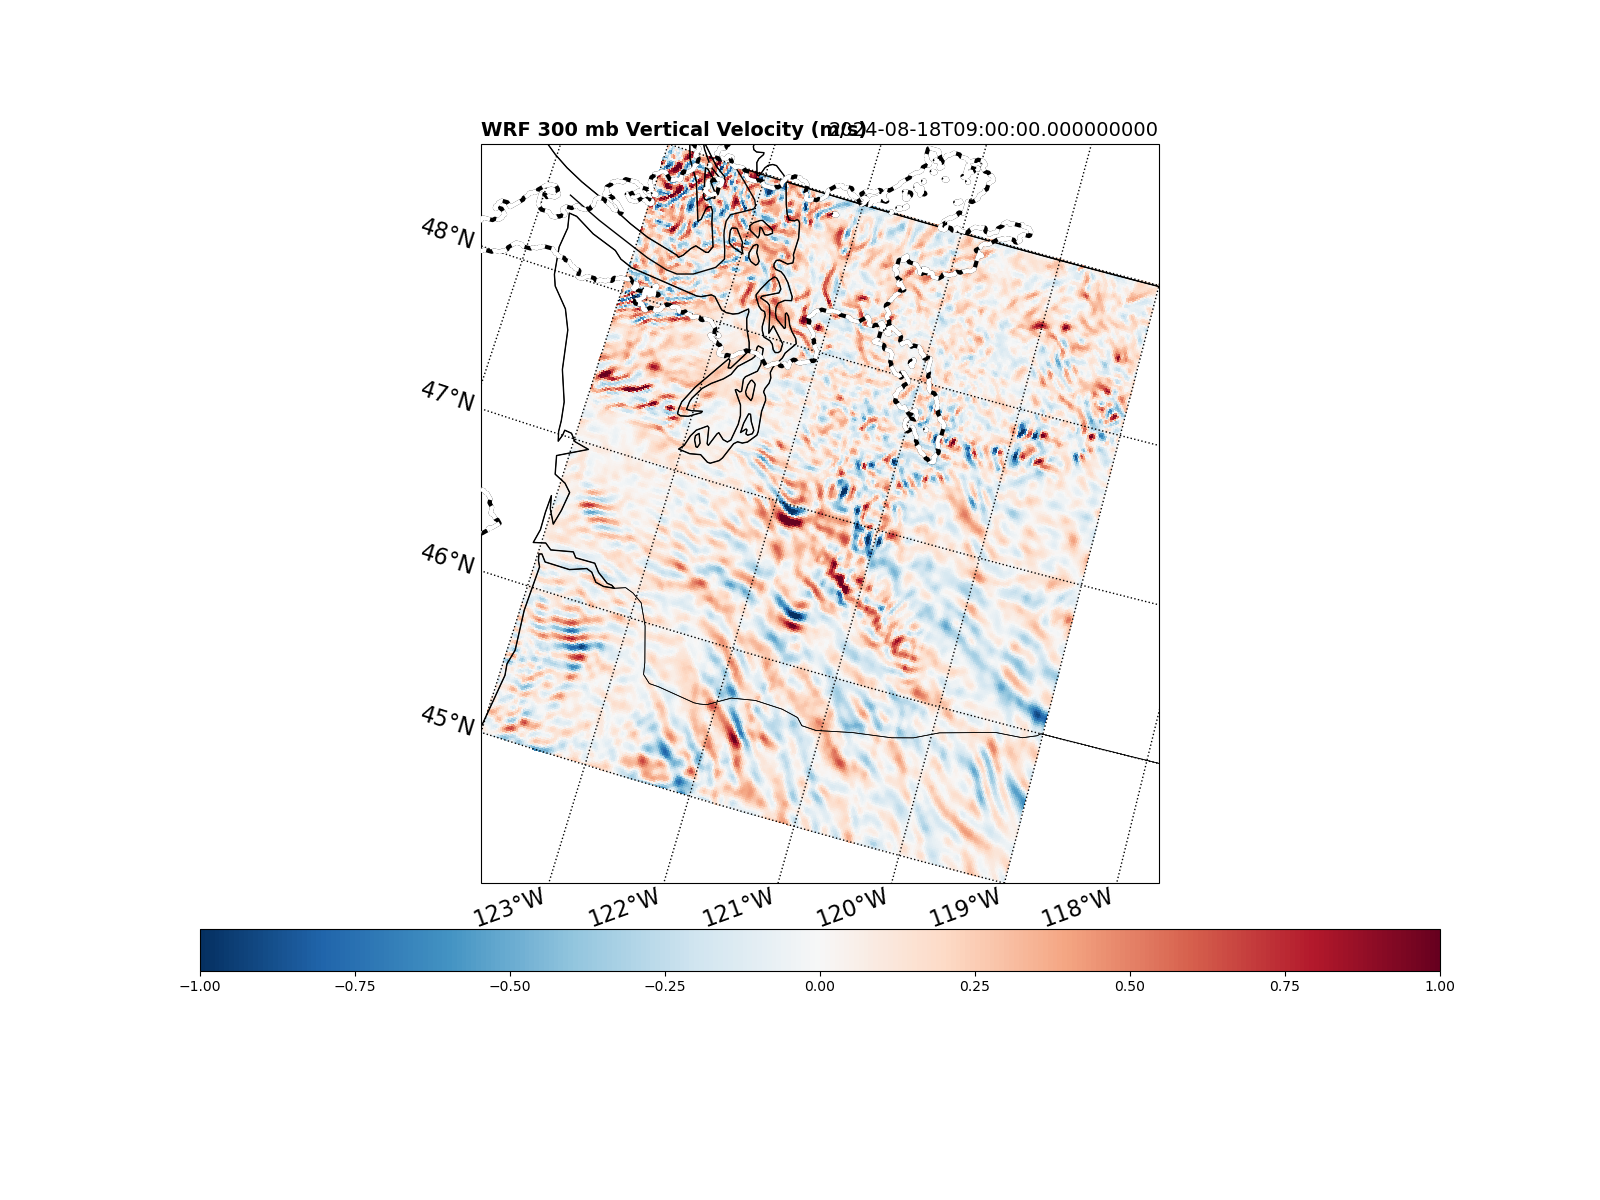 WRF 300 mb Vertical Velocity (m/s) 2024-08-18T09:00:00.000000000
48°N
47°N
46°N
45°N
123°W 122°W 121°W 120°W 119°W 118°W
−1.00 −0.75 −0.50 −0.25 0.00 0.25 0.50 0.75 1.00